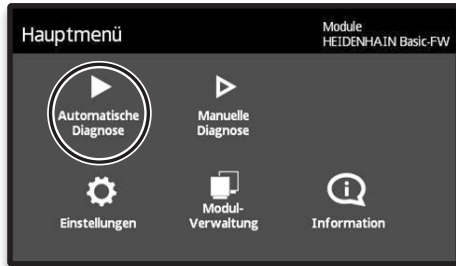 Hauptmenü
Module
HEIDENHAIN Basic-FW
Automatische
Diagnose
Manuelle
Diagnose
Einstellungen
Modul-
Verwaltung
Information